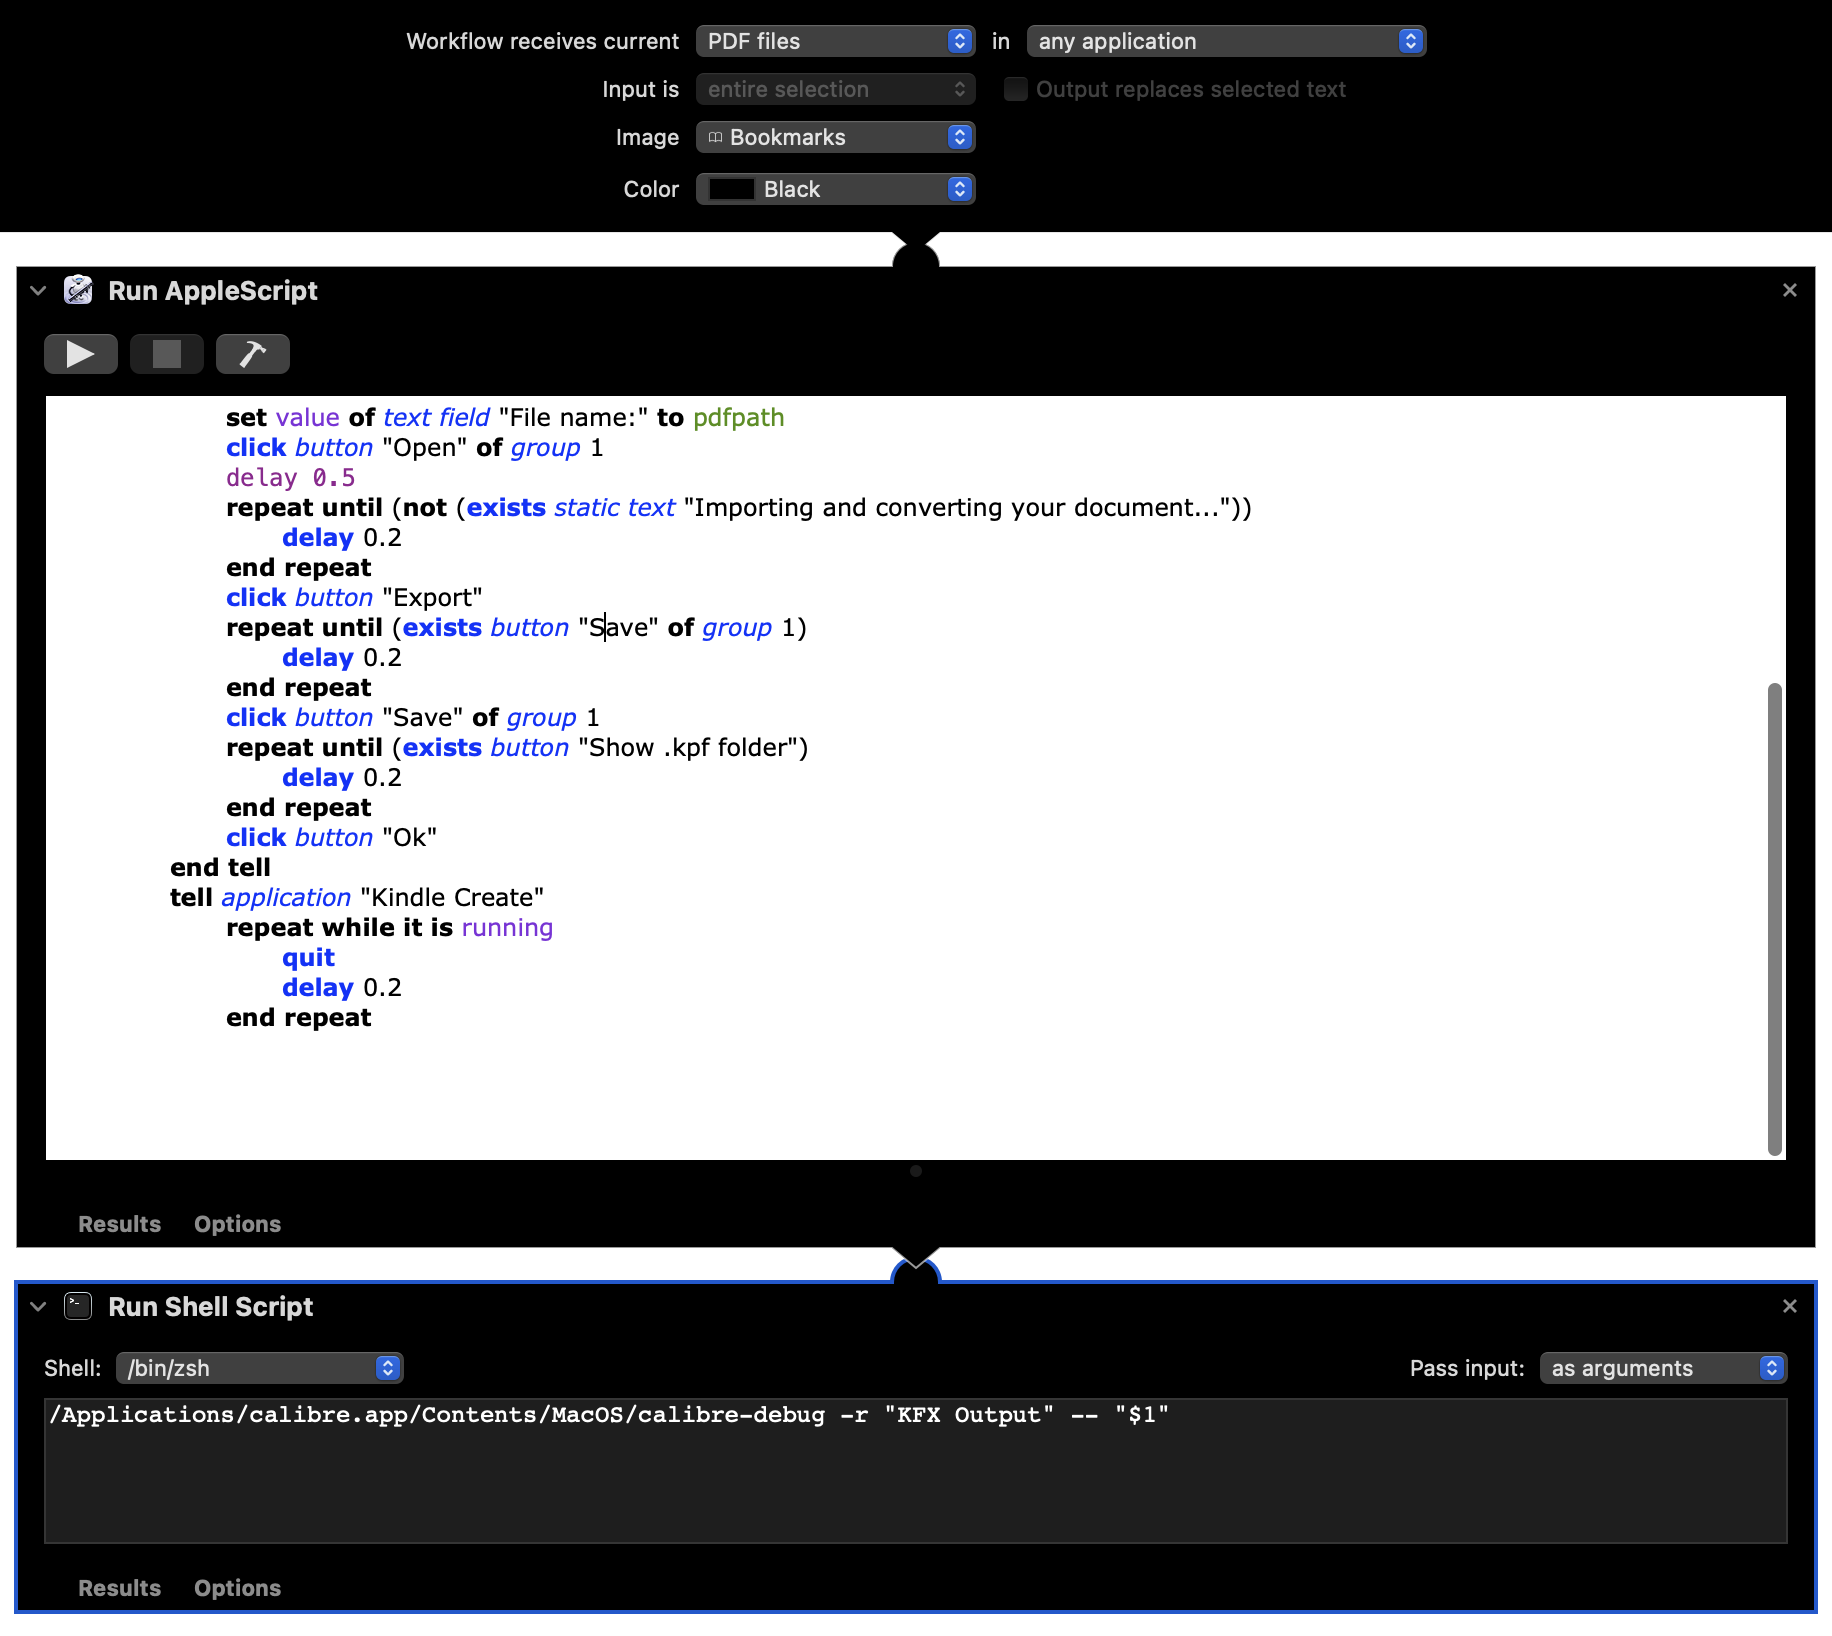 Workflow receives current PDF files in any application
Input is entire selection Output replaces selected text
Image Bookmarks
Color Black
Run AppleScript
set value of text field "File name:" to pdfpath
click button "Open" of group 1
delay 0.5
repeat until (not (exists static text "Importing and converting your document..."))
delay 0.2
end repeat
click button "Export"
repeat until (exists button "Save" of group 1)
delay 0.2
end repeat
click button "Save" of group 1
repeat until (exists button "Show .kpf folder")
delay 0.2
end repeat
click button "Ok"
end tell
tell application "Kindle Create"
repeat while it is running
quit
delay 0.2
end repeat
Results Options
Run Shell Script
Shell: /bin/zsh Pass input: as arguments
/Applications/calibre.app/Contents/MacOS/calibre-debug -r "KFX Output" -- "$1"
Results Options